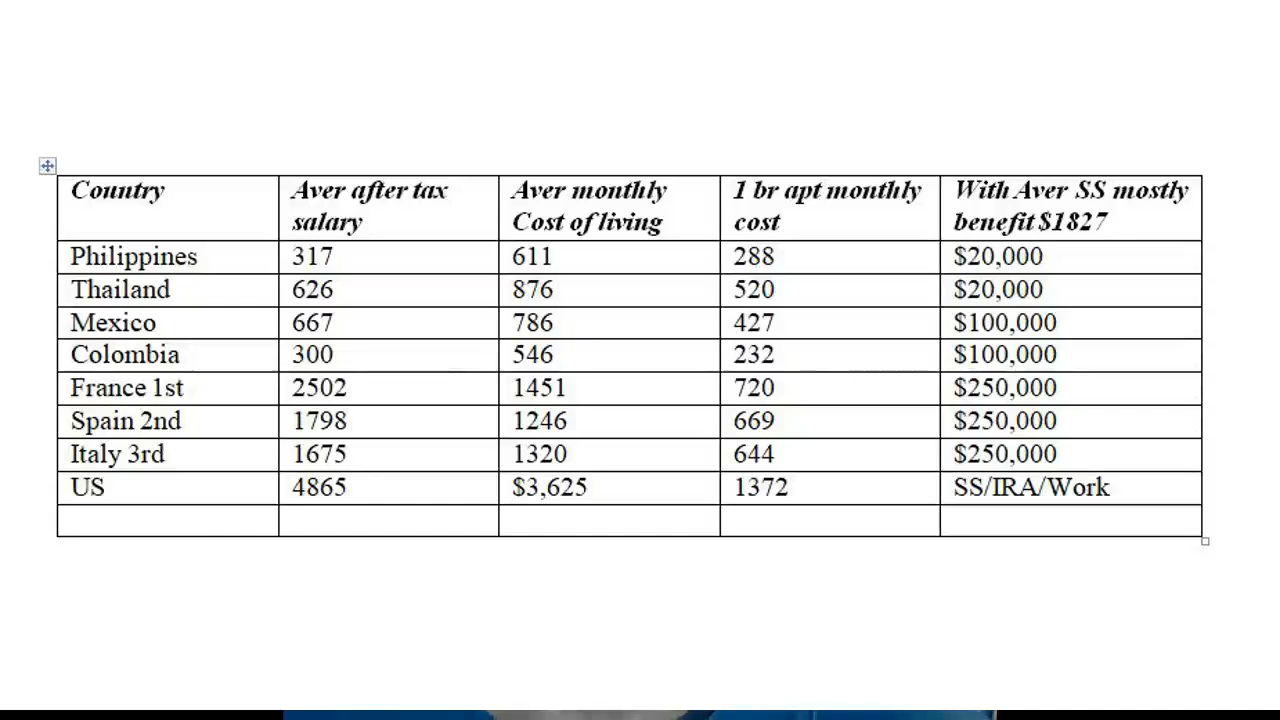 Country Aver after tax salary Aver monthly Cost of living 1 br apt monthly cost With Aver SS mostly benefit $1827
Philippines 317 611 288 $20,000
Thailand 626 876 520 $20,000
Mexico 667 786 427 $100,000
Colombia 300 546 232 $100,000
France 1st 2502 1451 720 $250,000
Spain 2nd 1798 1246 669 $250,000
Italy 3rd 1675 1320 644 $250,000
US 4865 $3,625 1372 SS/IRA/Work